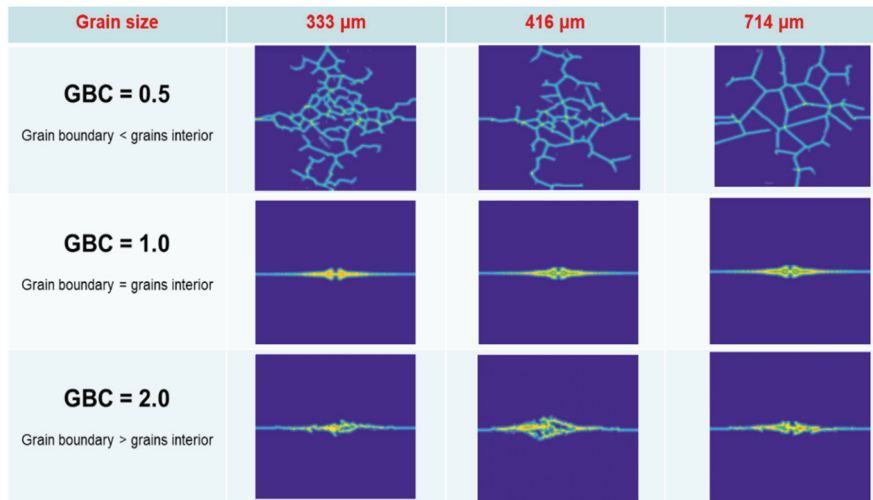 Grain size 333 µm 416 µm 714 µm
GBC = 0.5
Grain boundary < grains interior
GBC = 1.0
Grain boundary = grains interior
GBC = 2.0
Grain boundary > grains interior